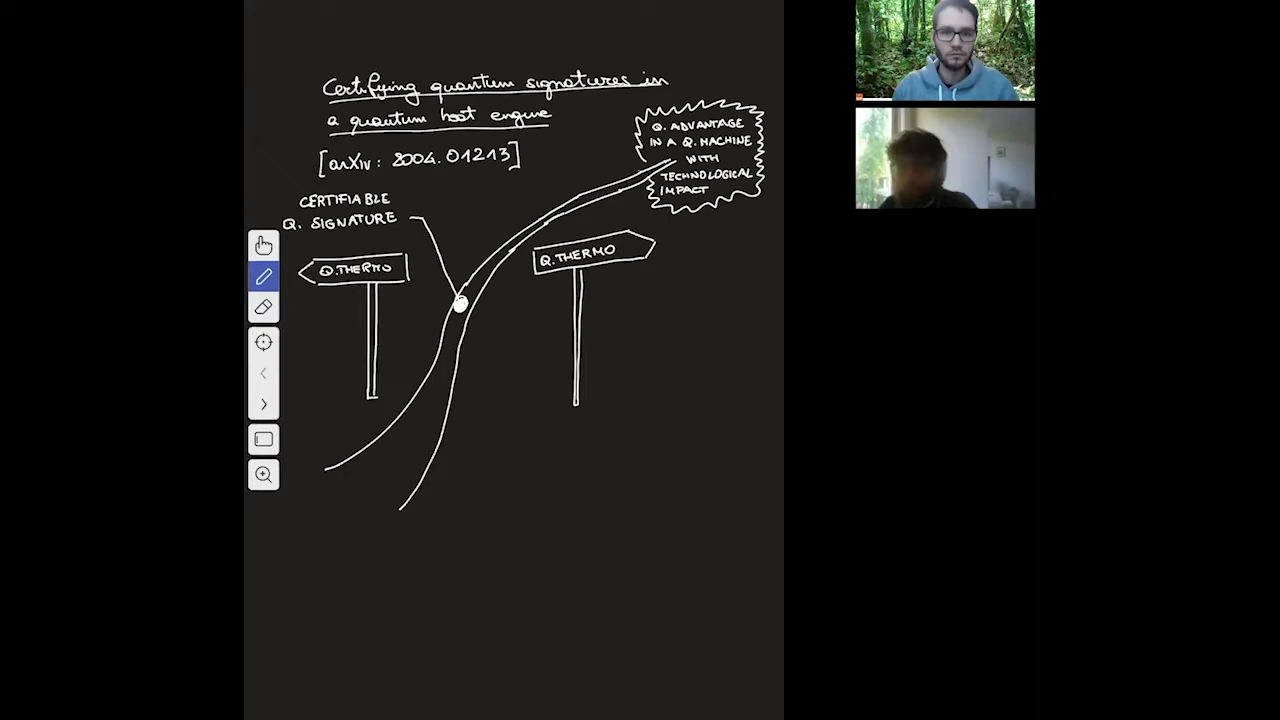 Certifying quantum signatures in
a quantum heat engine
[arXiv: 2004.01213]
CERTIFIABLE
Q. SIGNATURE
Q.THERMO
Q.THERMO
Q. ADVANTAGE
IN A Q. MACHINE
WITH
TECHNOLOGICAL
IMPACT